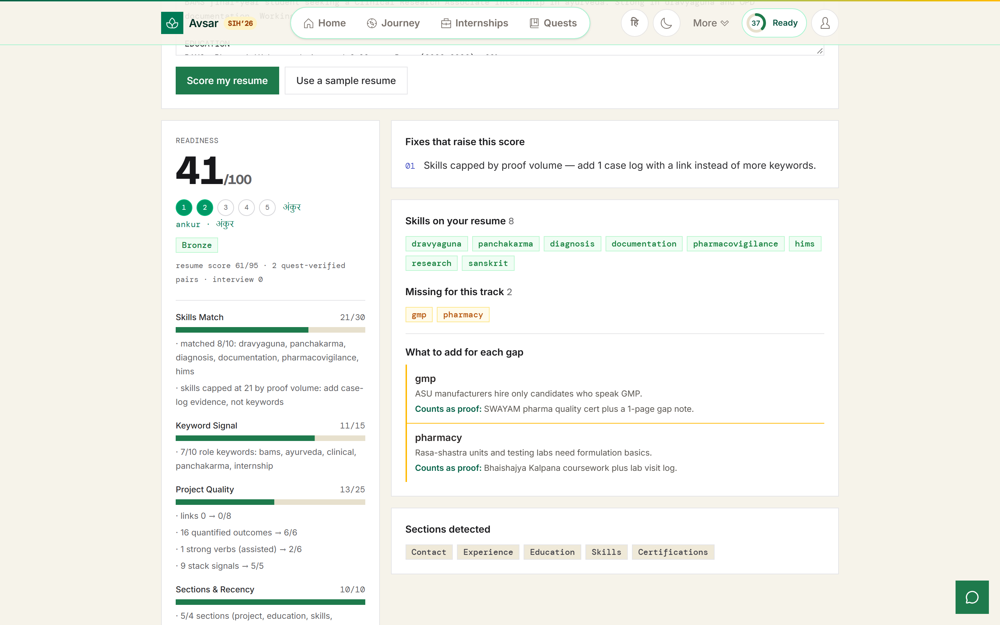 BAMS final-year student seeking a Clinical Research Associate internship in ayurveda. Strong in dravyaguna and OPD
documentation. Working
Avsar SIH’26 Home Journey Internships Quests हि More 37 Ready
EDUCATION
Score my resume Use a sample resume
READINESS
41/100
1 2 3 4 5 अंकुर
ankur · अंकुर
Bronze
resume score 61/95 · 2 quest-verified
pairs · interview 0
Skills Match 21/30
· matched 8/10: dravyaguna, panchakarma,
diagnosis, documentation, pharmacovigilance,
hims
· skills capped at 21 by proof volume: add case-
log evidence, not keywords
Keyword Signal 11/15
· 7/10 role keywords: bams, ayurveda, clinical,
panchakarma, internship
Project Quality 13/25
· links 0 → 0/8
· 16 quantified outcomes → 6/6
· 1 strong verbs (assisted) → 2/6
· 9 stack signals → 5/5
Sections & Recency 10/10
· 5/4 sections (project, education, skills,
Fixes that raise this score
01 Skills capped by proof volume — add 1 case log with a link instead of more keywords.
Skills on your resume 8
dravyaguna panchakarma diagnosis documentation pharmacovigilance hims
research sanskrit
Missing for this track 2
gmp pharmacy
What to add for each gap
gmp
ASU manufacturers hire only candidates who speak GMP.
Counts as proof: SWAYAM pharma quality cert plus a 1-page gap note.
pharmacy
Rasa-shastra units and testing labs need formulation basics.
Counts as proof: Bhaishajya Kalpana coursework plus lab visit log.
Sections detected
Contact Experience Education Skills Certifications